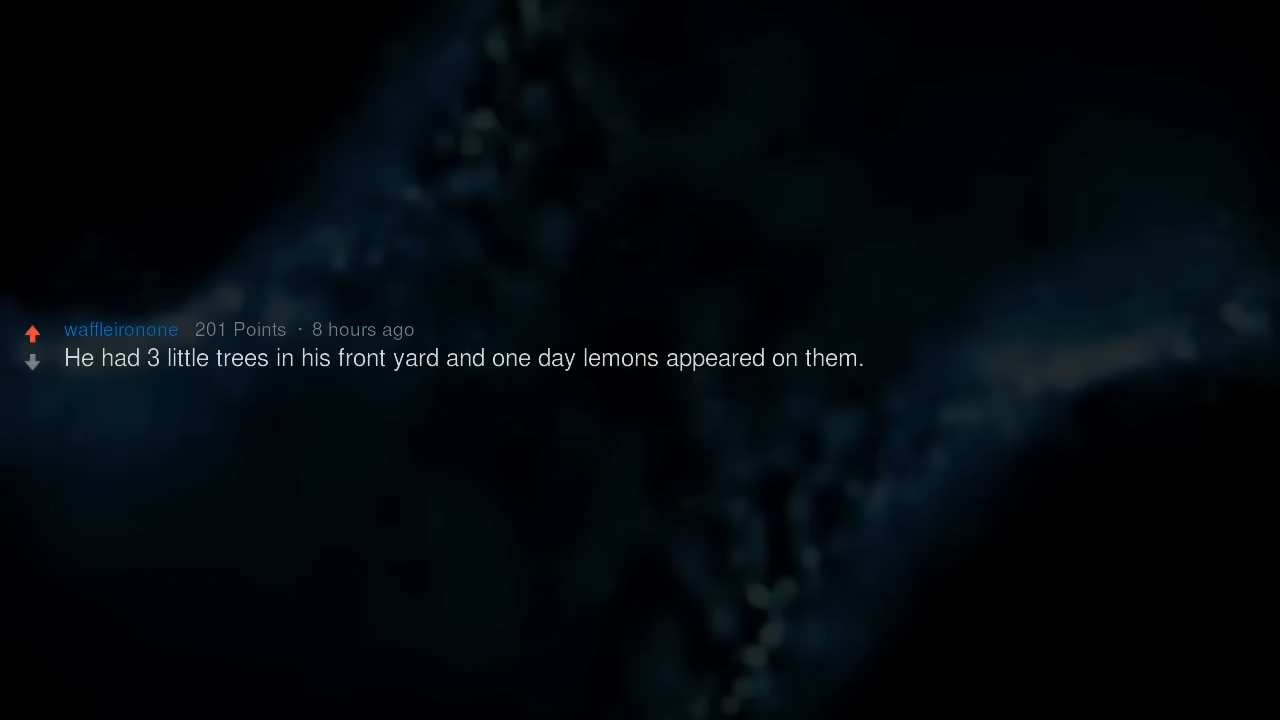 waffleironone 201 Points · 8 hours ago
He had 3 little trees in his front yard and one day lemons appeared on them.